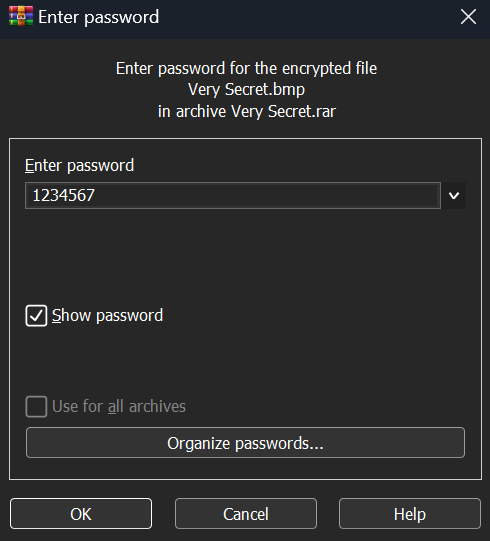 Enter password
Enter password for the encrypted file
Very Secret.bmp
in archive Very Secret.rar
Enter password
1234567
Show password
Use for all archives
Organize passwords...
OK Cancel Help